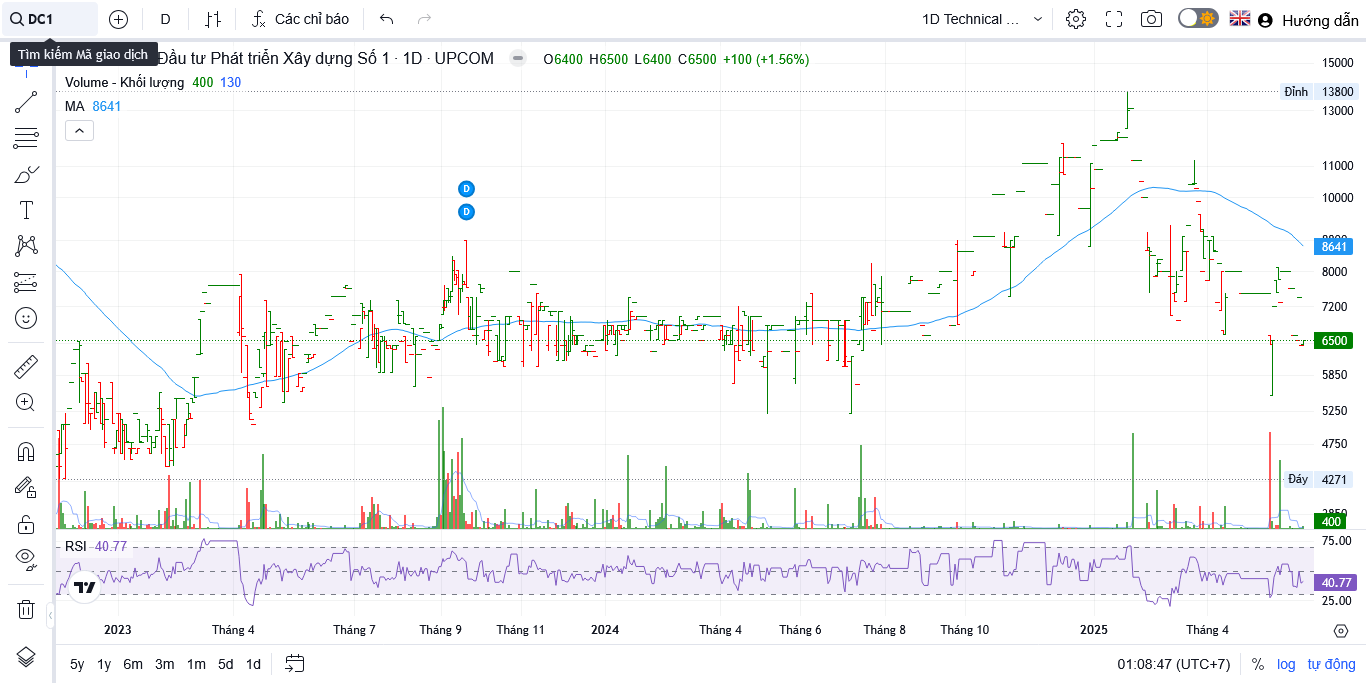 DC1
D
Các chỉ báo
1D Technical ...
Hướng dẫn
Tìm kiếm Mã giao dịch
Đầu tư Phát triển Xây dựng Số 1 · 1D · UPCOM
O6400 H6500 L6400 C6500 +100 (+1.56%)
Volume - Khối lượng 400 130
MA 8641
D
D
15000
Đỉnh 13800
13000
11000
10000
8641
8000
7200
6500
5850
5250
4750
Đáy 4271
3850
400
RSI 40.77
75.00
40.77
25.00
2023 Tháng 4 Tháng 7 Tháng 9 Tháng 11 2024 Tháng 4 Tháng 6 Tháng 8 Tháng 10 2025 Tháng 4
5y 1y 6m 3m 1m 5d 1d
01:08:47 (UTC+7) % log tự động